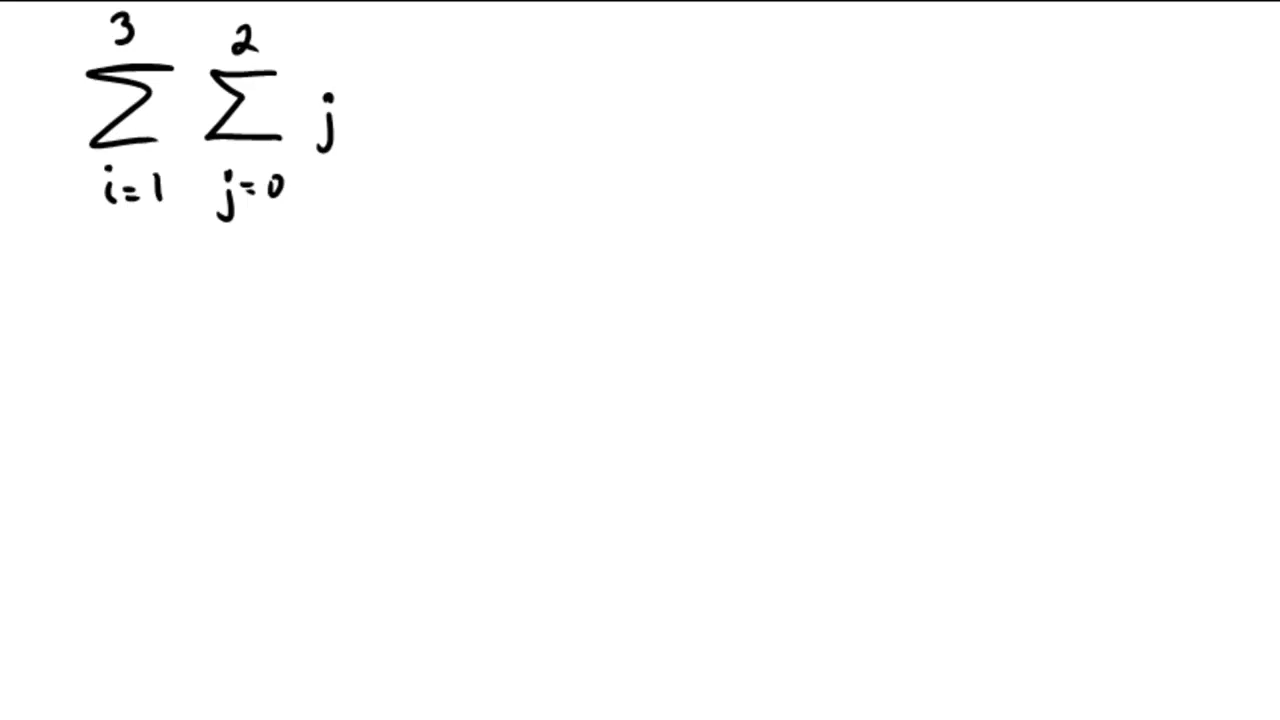 3 2
∑ ∑ j
i=1 j=0